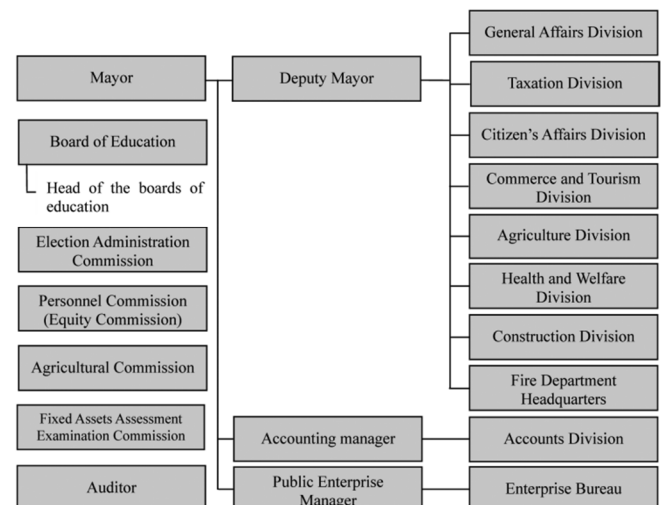 Mayor
Board of Education
Head of the boards of
education
Election Administration
Commission
Personnel Commission
(Equity Commission)
Agricultural Commission
Fixed Assets Assessment
Examination Commission
Auditor
Deputy Mayor
Accounting manager
Public Enterprise
Manager
General Affairs Division
Taxation Division
Citizen's Affairs Division
Commerce and Tourism
Division
Agriculture Division
Health and Welfare
Division
Construction Division
Fire Department
Headquarters
Accounts Division
Enterprise Bureau